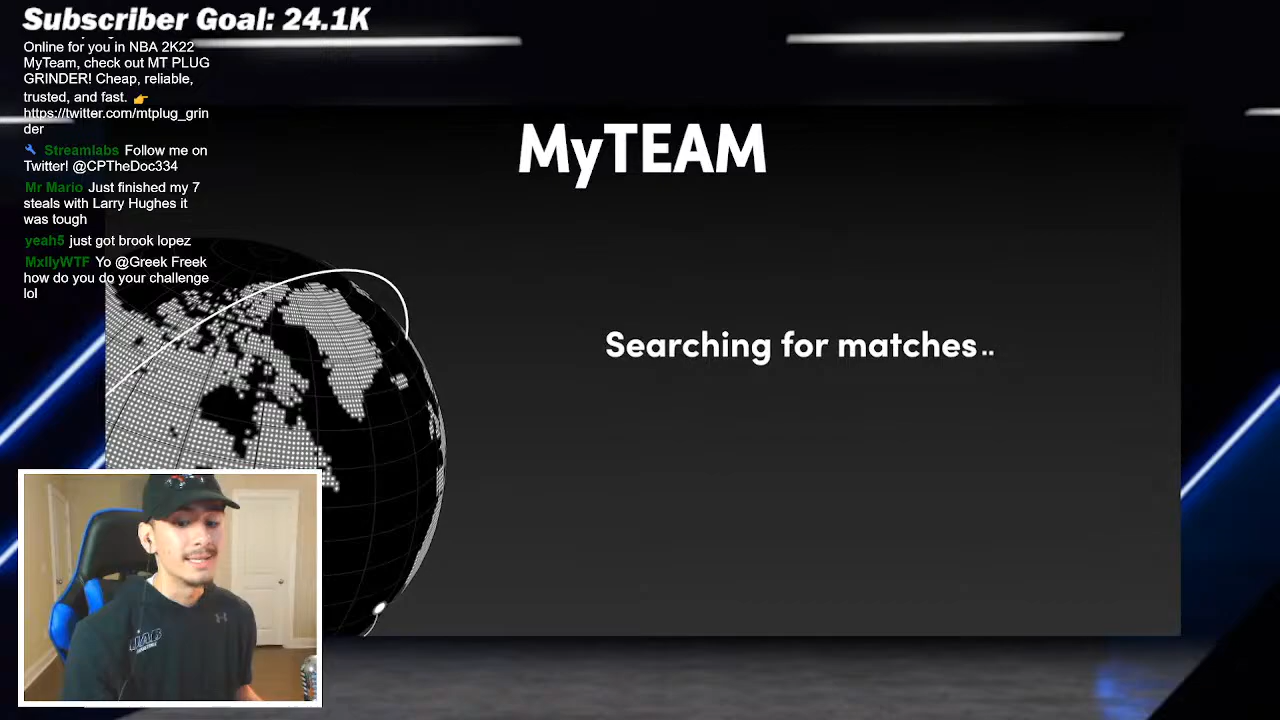 Subscriber Goal: 24.1K
Online for you in NBA 2K22
MyTeam, check out MT PLUG
GRINDER! Cheap, reliable,
trusted, and fast. 👉
https://twitter.com/mtplug_grin
der
Streamlabs Follow me on
Twitter! @CPTheDoc334
Mr Mario Just finished my 7
steals with Larry Hughes it
was tough
yeah5 just got brook lopez
MxllyWTF Yo @Greek Freek
how do you do your challenge
lol
MyTEAM
Searching for matches..
UAB